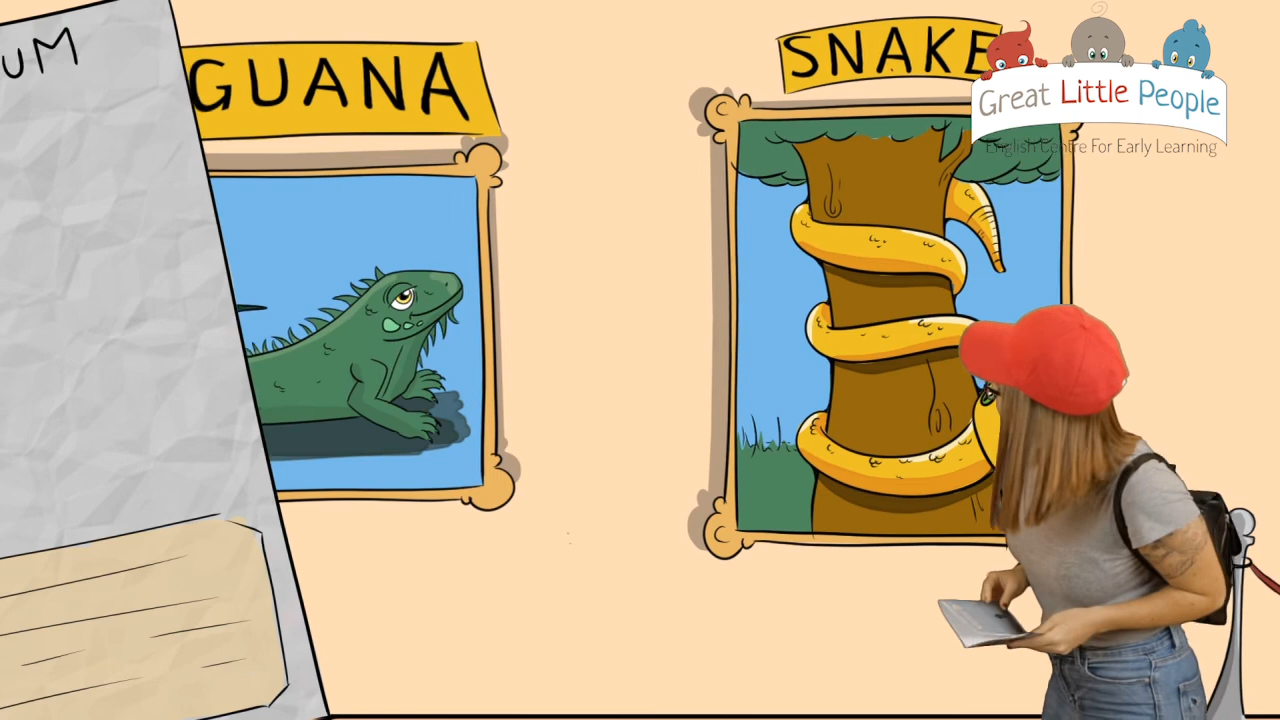 UM
GUANA
SNAKE
Great Little People
English Centre For Early Learning